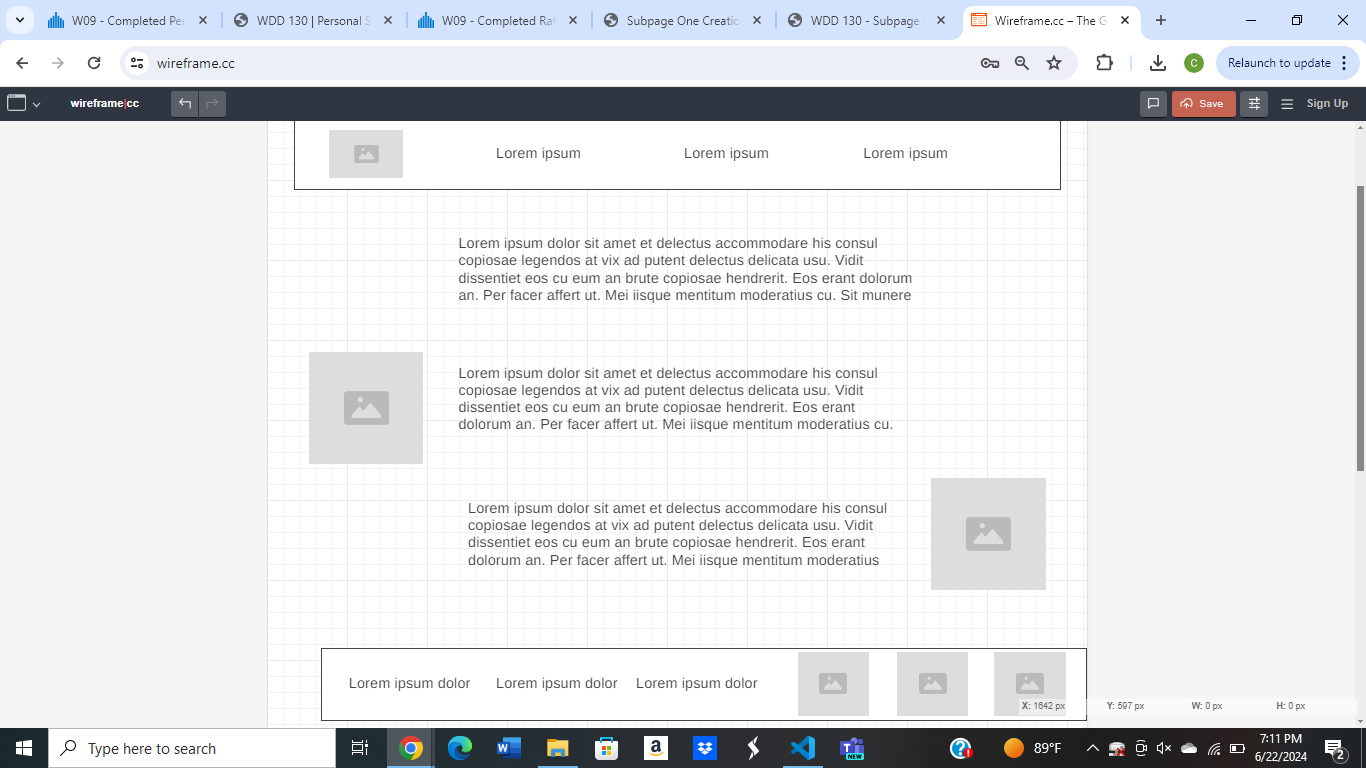 W09 - Completed Per
WDD 130 | Personal S
W09 - Completed Raf
Subpage One Creatio
WDD 130 - Subpage
Wireframe.cc – The G
wireframe.cc
C
Relaunch to update
wireframe|cc
Save
Sign Up
Lorem ipsum
Lorem ipsum
Lorem ipsum
Lorem ipsum dolor sit amet et delectus accommodare his consul
copiosae legendos at vix ad putent delectus delicata usu. Vidit
dissentiet eos cu eum an brute copiosae hendrerit. Eos erant dolorum
an. Per facer affert ut. Mei iisque mentitum moderatius cu. Sit munere
Lorem ipsum dolor sit amet et delectus accommodare his consul
copiosae legendos at vix ad putent delectus delicata usu. Vidit
dissentiet eos cu eum an brute copiosae hendrerit. Eos erant
dolorum an. Per facer affert ut. Mei iisque mentitum moderatius cu.
Lorem ipsum dolor sit amet et delectus accommodare his consul
copiosae legendos at vix ad putent delectus delicata usu. Vidit
dissentiet eos cu eum an brute copiosae hendrerit. Eos erant
dolorum an. Per facer affert ut. Mei iisque mentitum moderatius
Lorem ipsum dolor
Lorem ipsum dolor
Lorem ipsum dolor
X: 1642 px
Y: 597 px
W: 0 px
H: 0 px
Type here to search
NEW
89°F
7:11 PM
6/22/2024
2